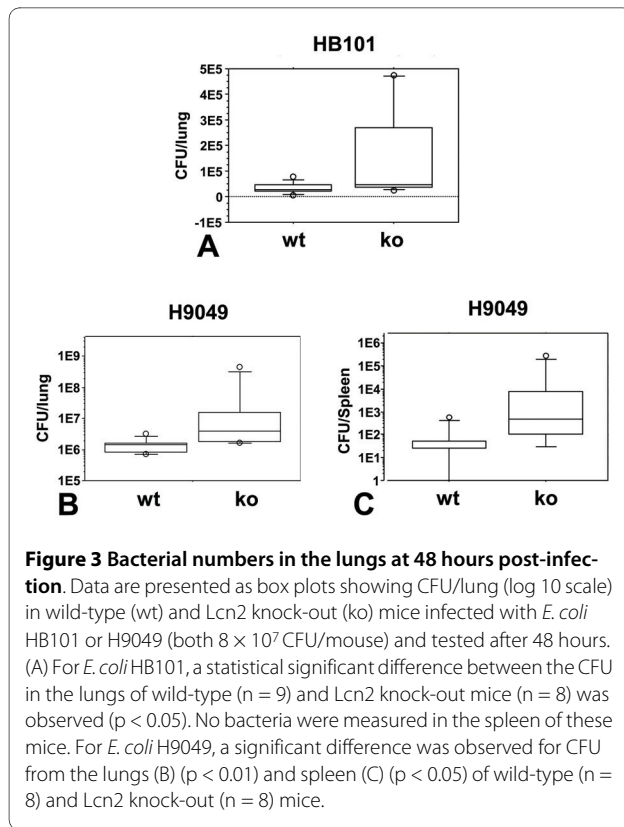 HB101
5E5
4E5
3E5
2E5
1E5
0
-1E5
CFU/lung
wt ko
A
H9049
1E9
1E8
1E7
1E6
1E5
CFU/lung
wt ko
B
H9049
1E6
1E5
1E4
1E3
1E2
1E1
1
CFU/Spleen
wt ko
C
Figure 3 Bacterial numbers in the lungs at 48 hours post-infec-
tion. Data are presented as box plots showing CFU/lung (log 10 scale)
in wild-type (wt) and Lcn2 knock-out (ko) mice infected with E. coli
HB101 or H9049 (both 8 × 10⁷ CFU/mouse) and tested after 48 hours.
(A) For E. coli HB101, a statistical significant difference between the CFU
in the lungs of wild-type (n = 9) and Lcn2 knock-out mice (n = 8) was
observed (p < 0.05). No bacteria were measured in the spleen of these
mice. For E. coli H9049, a significant difference was observed for CFU
from the lungs (B) (p < 0.01) and spleen (C) (p < 0.05) of wild-type (n =
8) and Lcn2 knock-out (n = 8) mice.